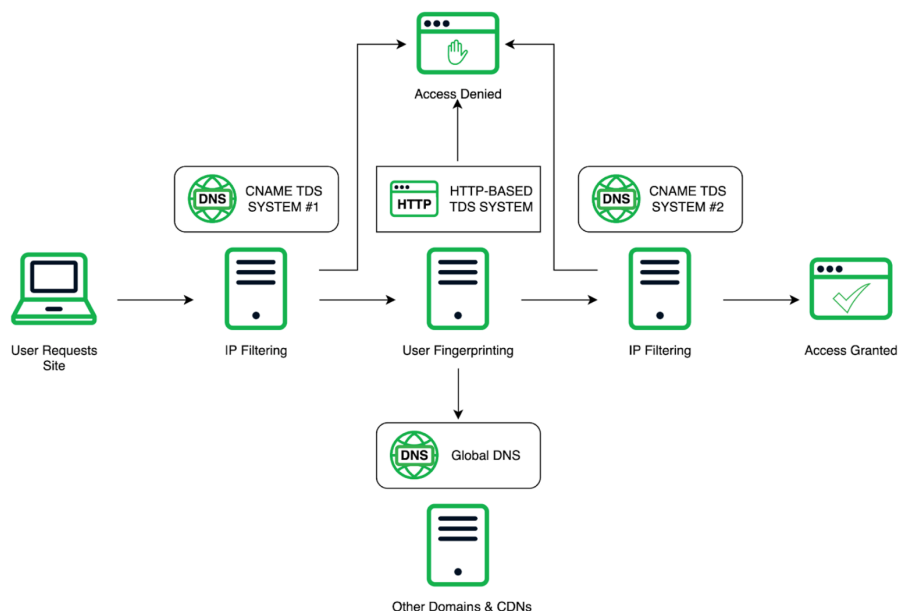 Access Denied
DNS
CNAME TDS
SYSTEM #1
HTTP
HTTP-BASED
TDS SYSTEM
DNS
CNAME TDS
SYSTEM #2
User Requests
Site
IP Filtering
User Fingerprinting
IP Filtering
Access Granted
DNS
Global DNS
Other Domains & CDNs